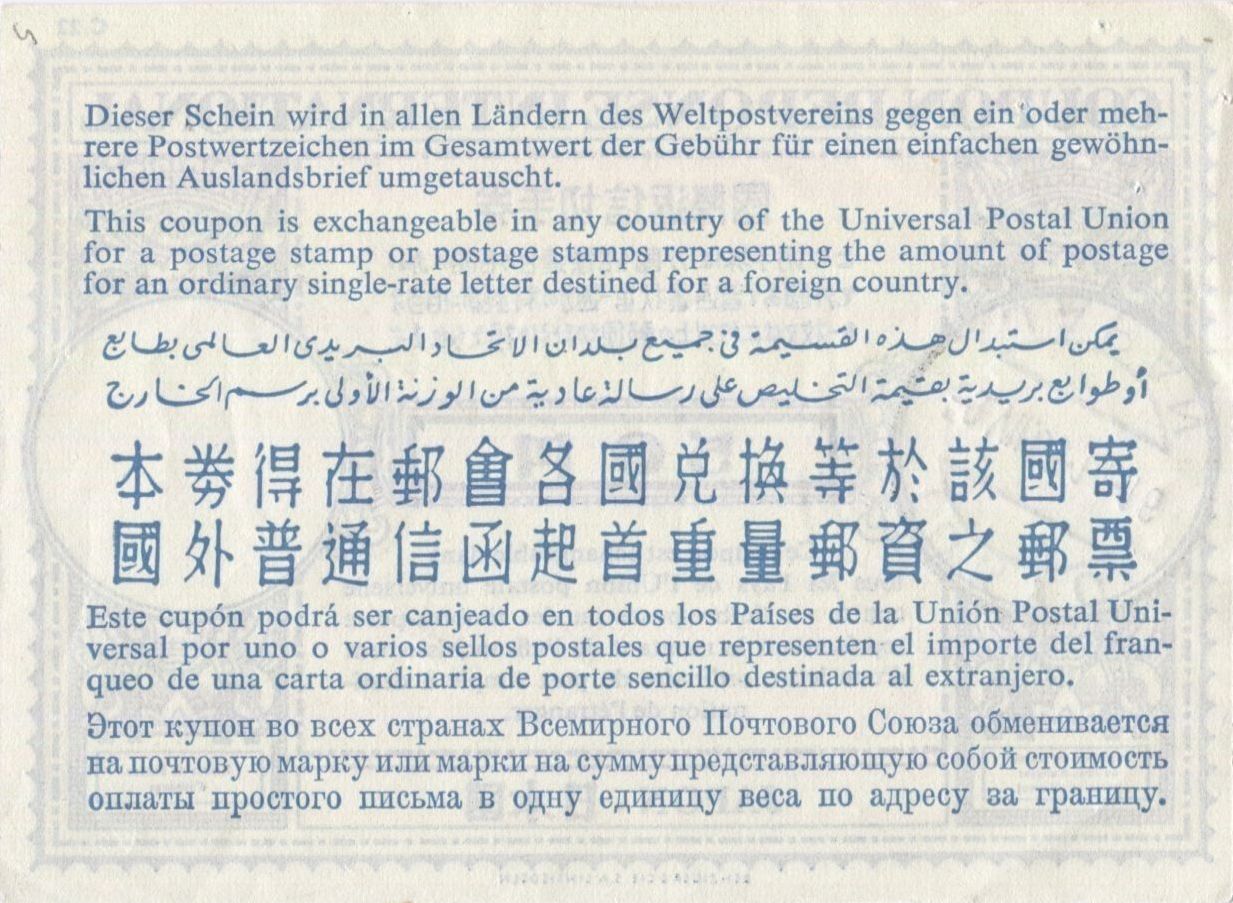 Dieser Schein wird in allen Ländern des Weltpostvereins gegen ein oder meh-
rere Postwertzeichen im Gesamtwert der Gebühr für einen einfachen gewöhn-
lichen Auslandsbrief umgetauscht.
This coupon is exchangeable in any country of the Universal Postal Union
for a postage stamp or postage stamps representing the amount of postage
for an ordinary single-rate letter destined for a foreign country.
يمكن استبدال هذه القسيمة في جميع بلدان الاتحاد البريدى العالمى بطابع
أو طوابع بريدية بقيمة التخليص على رسالة عادية من الوزنة الأولى برسم الخارج
本券得在郵會各國兌換等於該國寄
國外普通信函起首重量郵資之郵票
Este cupón podrá ser canjeado en todos los Países de la Unión Postal Uni-
versal por uno o varios sellos postales que representen el importe del fran-
queo de una carta ordinaria de porte sencillo destinada al extranjero.
Этот купон во всех странах Всемирного Почтового Союза обменивается
на почтовую марку или марки на сумму представляющую собой стоимость
оплаты простого письма в одну единицу веса по адресу за границу.